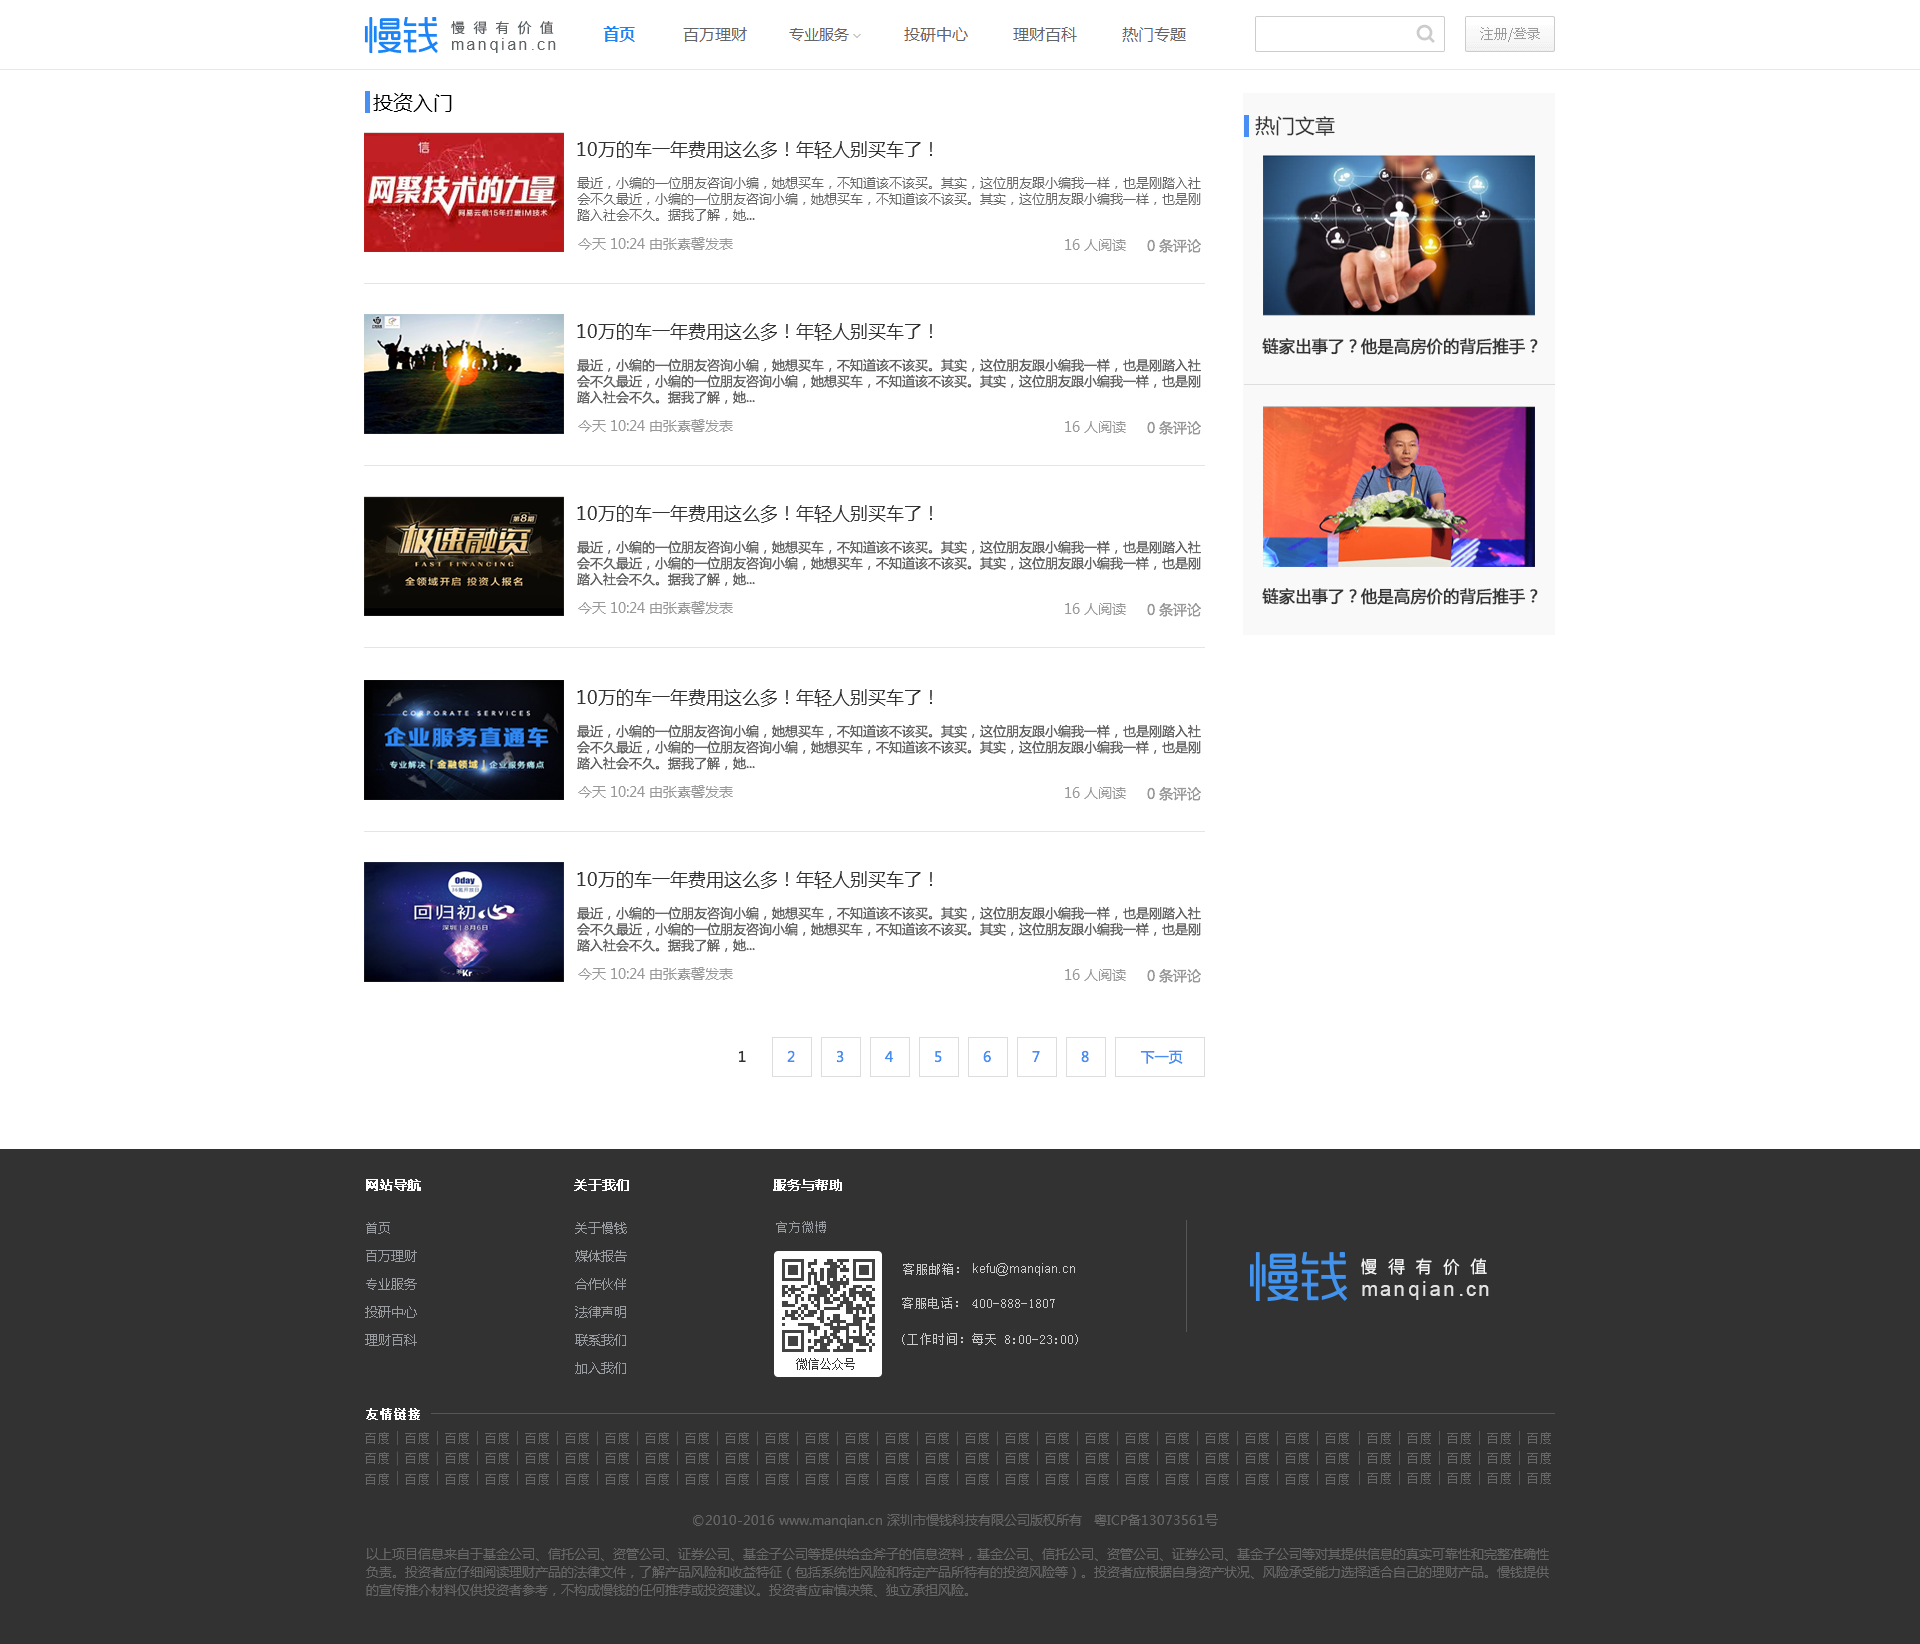 慢钱 慢得有价值
manqian.cn
首页 百万理财 专业服务 投研中心 理财百科 热门专题 注册/登录
投资入门
信
网聚技术的力量
网易云信15年打磨IM技术
10万的车一年费用这么多！年轻人别买车了！
最近，小编的一位朋友咨询小编，她想买车，不知道该不该买。其实，这位朋友跟小编我一样，也是刚踏入社
会不久最近，小编的一位朋友咨询小编，她想买车，不知道该不该买。其实，这位朋友跟小编我一样，也是刚
踏入社会不久。据我了解，她...
今天 10:24 由张素馨发表 16 人阅读 0 条评论
10万的车一年费用这么多！年轻人别买车了！
最近，小编的一位朋友咨询小编，她想买车，不知道该不该买。其实，这位朋友跟小编我一样，也是刚踏入社
会不久最近，小编的一位朋友咨询小编，她想买车，不知道该不该买。其实，这位朋友跟小编我一样，也是刚
踏入社会不久。据我了解，她...
今天 10:24 由张素馨发表 16 人阅读 0 条评论
第8期
极速融资
FAST FINANCING
全领域开启 投资人报名
10万的车一年费用这么多！年轻人别买车了！
最近，小编的一位朋友咨询小编，她想买车，不知道该不该买。其实，这位朋友跟小编我一样，也是刚踏入社
会不久最近，小编的一位朋友咨询小编，她想买车，不知道该不该买。其实，这位朋友跟小编我一样，也是刚
踏入社会不久。据我了解，她...
今天 10:24 由张素馨发表 16 人阅读 0 条评论
CORPORATE SERVICES
企业服务直通车
专业解决「金融领域」企业服务痛点
10万的车一年费用这么多！年轻人别买车了！
最近，小编的一位朋友咨询小编，她想买车，不知道该不该买。其实，这位朋友跟小编我一样，也是刚踏入社
会不久最近，小编的一位朋友咨询小编，她想买车，不知道该不该买。其实，这位朋友跟小编我一样，也是刚
踏入社会不久。据我了解，她...
今天 10:24 由张素馨发表 16 人阅读 0 条评论
Oday
回归初心
深圳｜8月6日
36Kr
10万的车一年费用这么多！年轻人别买车了！
最近，小编的一位朋友咨询小编，她想买车，不知道该不该买。其实，这位朋友跟小编我一样，也是刚踏入社
会不久最近，小编的一位朋友咨询小编，她想买车，不知道该不该买。其实，这位朋友跟小编我一样，也是刚
踏入社会不久。据我了解，她...
今天 10:24 由张素馨发表 16 人阅读 0 条评论
1 2 3 4 5 6 7 8 下一页
热门文章
链家出事了？他是高房价的背后推手？
链家出事了？他是高房价的背后推手？
网站导航
首页
百万理财
专业服务
投研中心
理财百科
关于我们
关于慢钱
媒体报告
合作伙伴
法律声明
联系我们
加入我们
服务与帮助
官方微博
微信公众号
客服邮箱： kefu@manqian.cn
客服电话： 400-888-1807
(工作时间：每天 8:00-23:00)
慢钱 慢得有价值
manqian.cn
友情链接
百度 百度 百度 百度 百度 百度 百度 百度 百度 百度 百度 百度 百度 百度 百度 百度 百度 百度 百度 百度 百度 百度 百度 百度 百度 百度 百度 百度 百度 百度
百度 百度 百度 百度 百度 百度 百度 百度 百度 百度 百度 百度 百度 百度 百度 百度 百度 百度 百度 百度 百度 百度 百度 百度 百度 百度 百度 百度 百度 百度
百度 百度 百度 百度 百度 百度 百度 百度 百度 百度 百度 百度 百度 百度 百度 百度 百度 百度 百度 百度 百度 百度 百度 百度 百度 百度 百度 百度 百度 百度
©2010-2016 www.manqian.cn 深圳市慢钱科技有限公司版权所有 粤ICP备13073561号
以上项目信息来自于基金公司、信托公司、资管公司、证券公司、基金子公司等提供给金斧子的信息资料，基金公司、信托公司、资管公司、证券公司、基金子公司等对其提供信息的真实可靠性和完整准确性
负责。投资者应仔细阅读理财产品的法律文件，了解产品风险和收益特征（包括系统性风险和特定产品所特有的投资风险等）。投资者应根据自身资产状况、风险承受能力选择适合自己的理财产品。慢钱提供
的宣传推介材料仅供投资者参考，不构成慢钱的任何推荐或投资建议。投资者应审慎决策、独立承担风险。